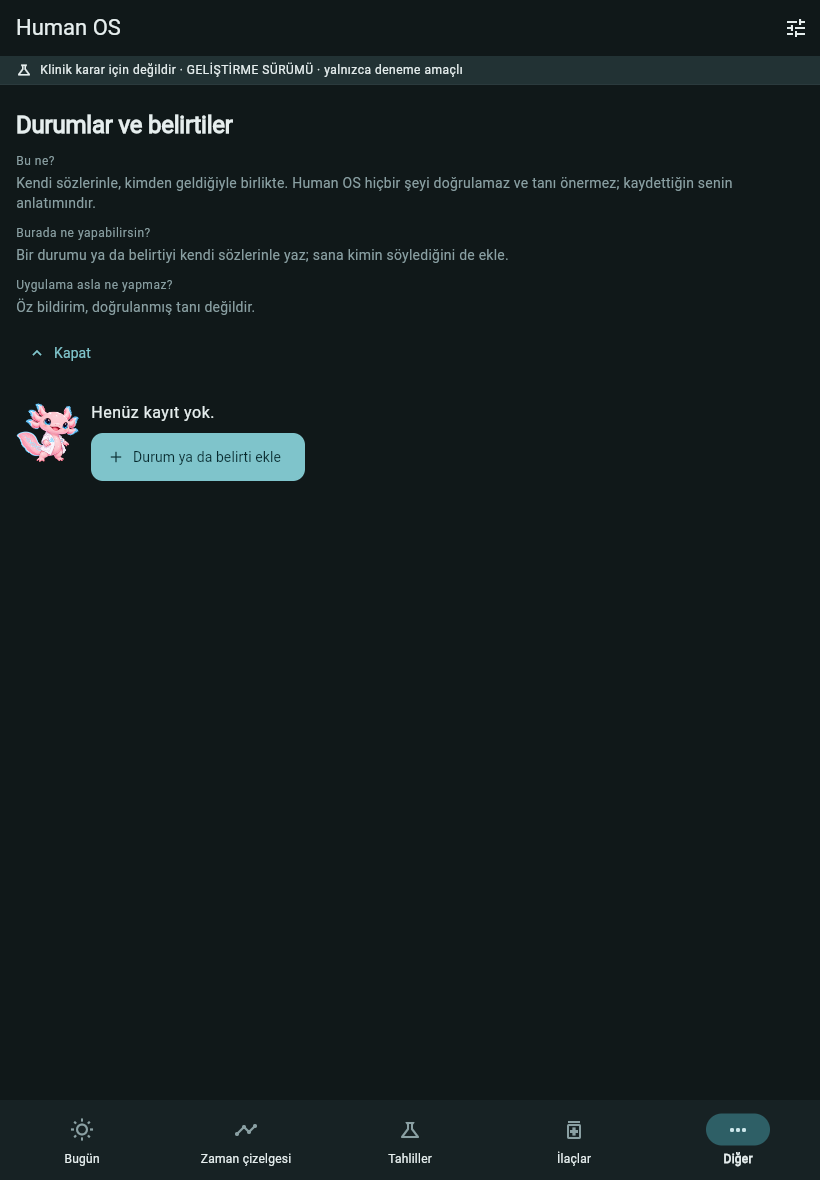 Human OS
Klinik karar için değildir · GELİŞTİRME SÜRÜMÜ · yalnızca deneme amaçlı
Durumlar ve belirtiler
Bu ne?
Kendi sözlerinle, kimden geldiğiyle birlikte. Human OS hiçbir şeyi doğrulamaz ve tanı önermez; kaydettiğin senin
anlatımındır.
Burada ne yapabilirsin?
Bir durumu ya da belirtiyi kendi sözlerinle yaz; sana kimin söylediğini de ekle.
Uygulama asla ne yapmaz?
Öz bildirim, doğrulanmış tanı değildir.
Kapat
Henüz kayıt yok.
Durum ya da belirti ekle
Bugün
Zaman çizelgesi
Tahliller
İlaçlar
Diğer